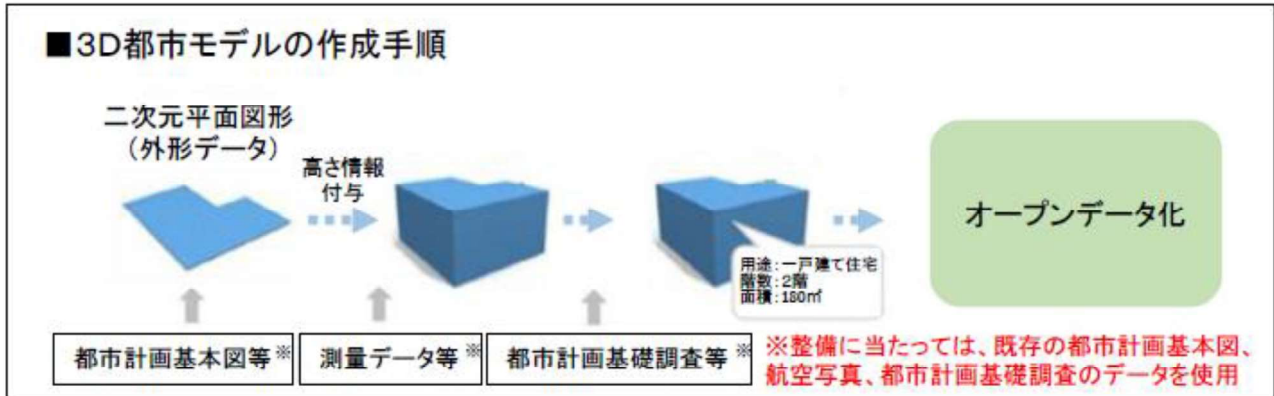 ■3D都市モデルの作成手順
二次元平面図形
（外形データ）
高さ情報
付与
用途：一戸建て住宅
階数：2階
面積：180㎡
オープンデータ化
都市計画基本図等※
測量データ等※
都市計画基礎調査等※
※整備に当たっては、既存の都市計画基本図、
航空写真、都市計画基礎調査のデータを使用